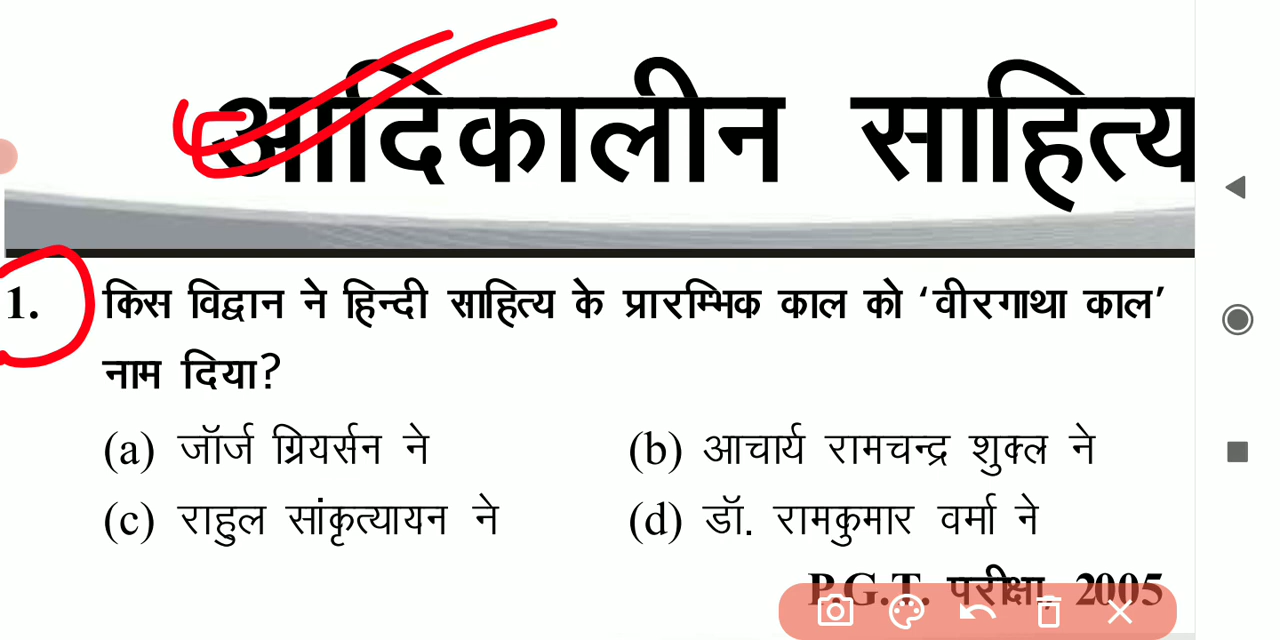 आदिकालीन साहित्य
1. किस विद्वान ने हिन्दी साहित्य के प्रारम्भिक काल को ‘वीरगाथा काल’
नाम दिया?
(a) जॉर्ज ग्रियर्सन ने (b) आचार्य रामचन्द्र शुक्ल ने
(c) राहुल सांकृत्यायन ने (d) डॉ. रामकुमार वर्मा ने
P.G.T. परीक्षा, 2005